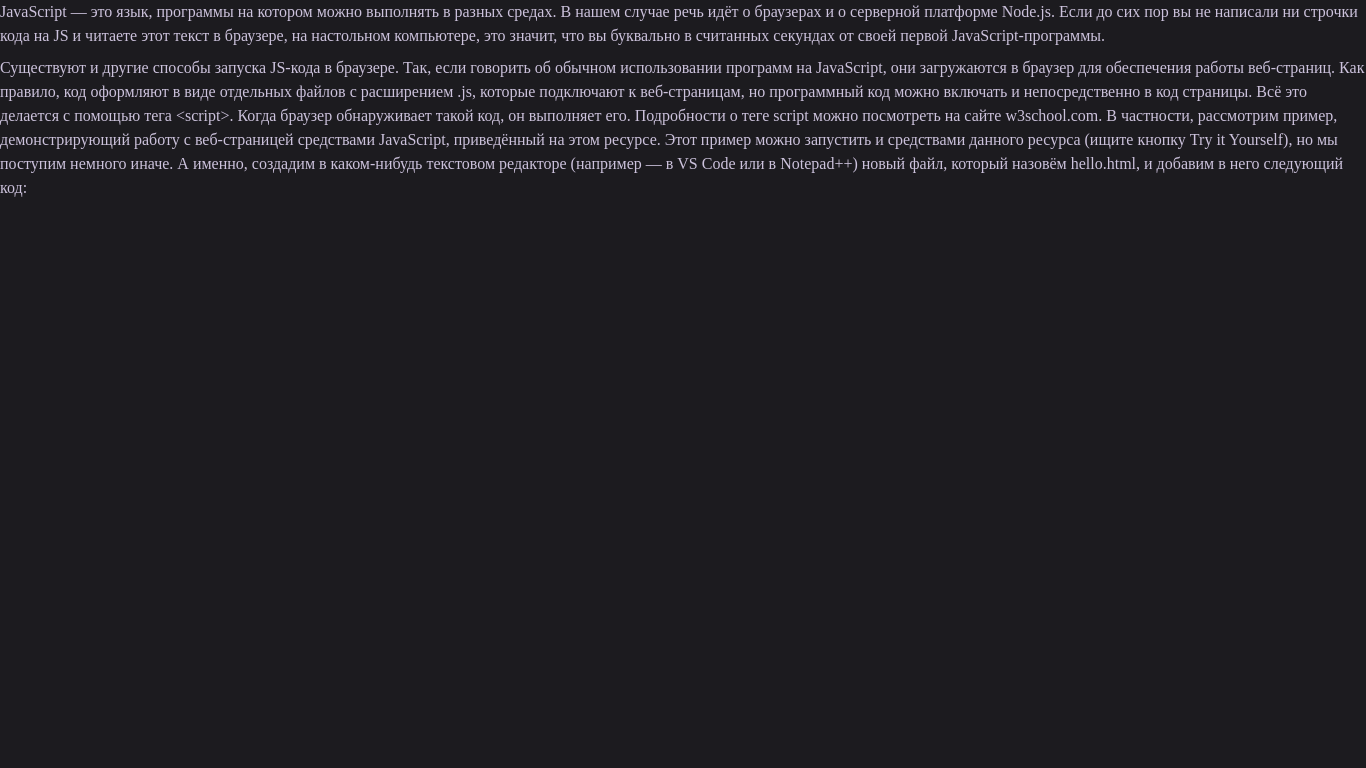 JavaScript — это язык, программы на котором можно выполнять в разных средах. В нашем случае речь идёт о браузерах и о серверной платформе Node.js. Если до сих пор вы не написали ни строчки
кода на JS и читаете этот текст в браузере, на настольном компьютере, это значит, что вы буквально в считанных секундах от своей первой JavaScript-программы.
Существуют и другие способы запуска JS-кода в браузере. Так, если говорить об обычном использовании программ на JavaScript, они загружаются в браузер для обеспечения работы веб-страниц. Как
правило, код оформляют в виде отдельных файлов с расширением .js, которые подключают к веб-страницам, но программный код можно включать и непосредственно в код страницы. Всё это
делается с помощью тега <script>. Когда браузер обнаруживает такой код, он выполняет его. Подробности о теге script можно посмотреть на сайте w3school.com. В частности, рассмотрим пример,
демонстрирующий работу с веб-страницей средствами JavaScript, приведённый на этом ресурсе. Этот пример можно запустить и средствами данного ресурса (ищите кнопку Try it Yourself), но мы
поступим немного иначе. А именно, создадим в каком-нибудь текстовом редакторе (например — в VS Code или в Notepad++) новый файл, который назовём hello.html, и добавим в него следующий
код: